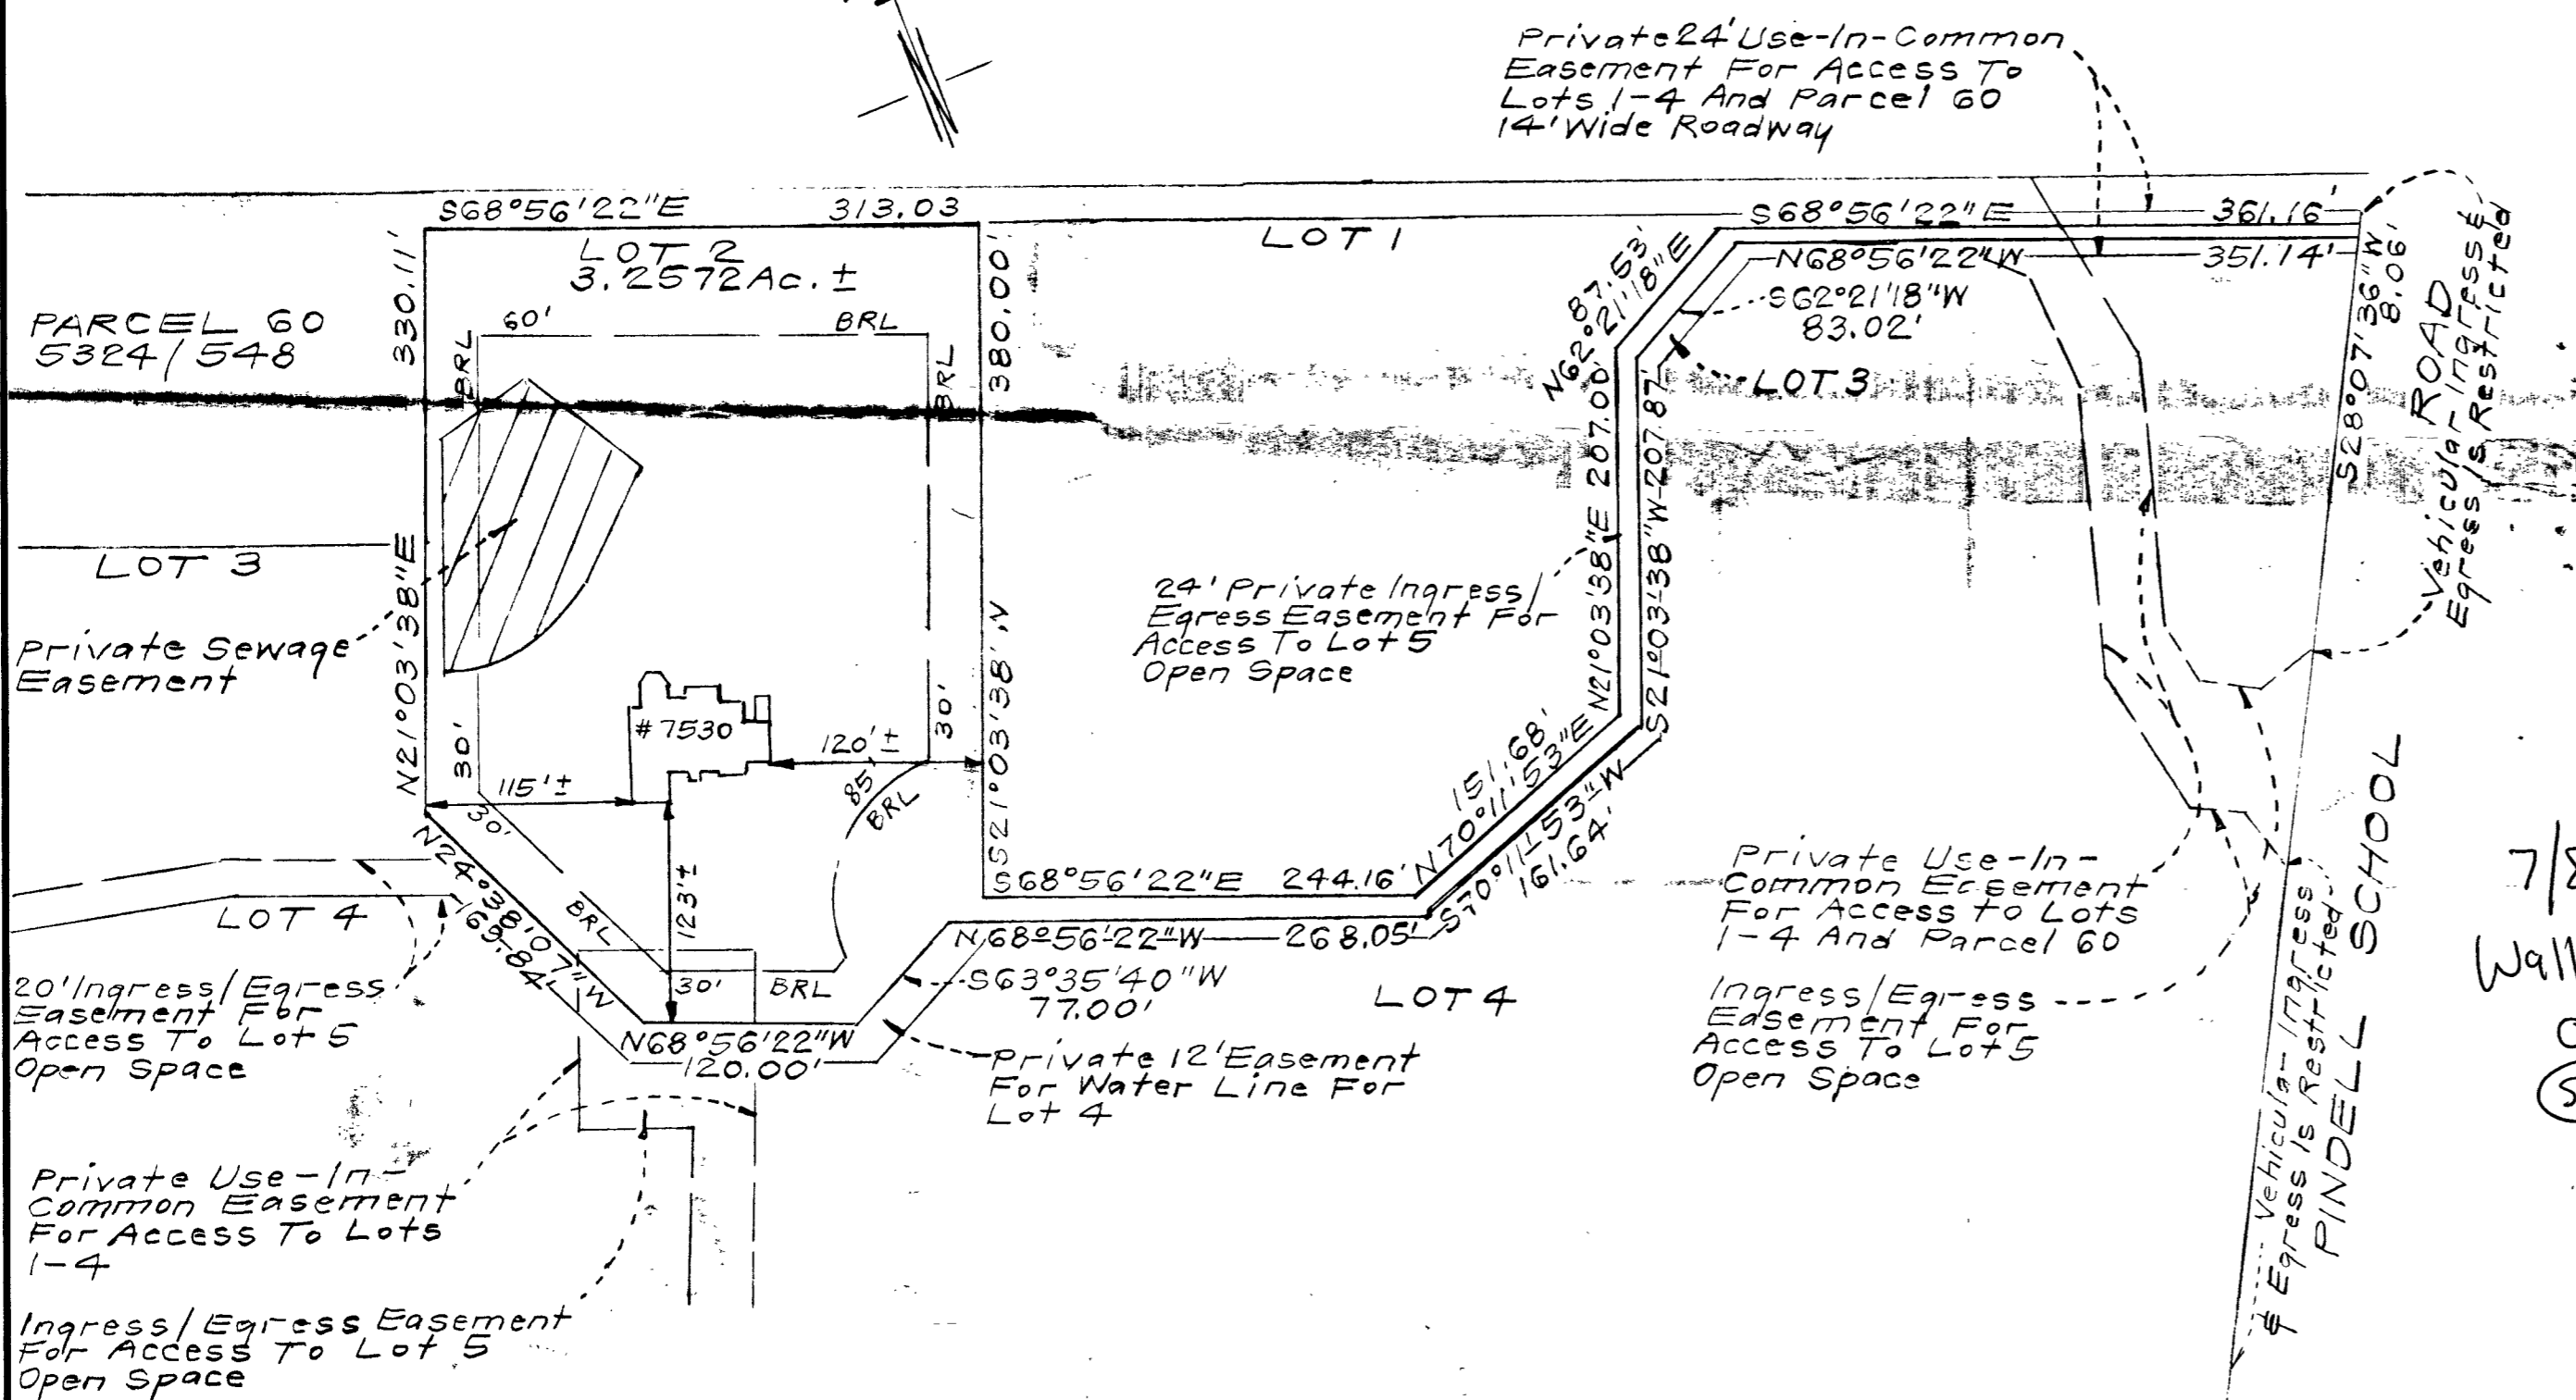 Private 24' Use-In-Common
Easement For Access To
Lots 1-4 And Parcel 60
14' Wide Roadway
S68°56'22"E 313.03
LOT 2
3.2572 Ac. ±
330.11'
N21°03'38"E
PARCEL 60
5324/548
60'
BRL
BRL
BRL
380.00'
S21°03'38"W
LOT 1
S68°56'22"E 361.16'
N68°56'22"W 351.74'
87.53'
N62°21'18"E
S62°21'18"W
83.02'
LOT 3
S28°07'36"W
8.06'
ROAD
Vehicular Ingress &
Egress Is Restricted
N21°03'38"E 207.00'
S21°03'38"W 207.87'
LOT 3
Private Sewage
Easement
24' Private Ingress/
Egress Easement For
Access To Lot 5
Open Space
#7530
30'
30'
115'±
120'±
85'
BRL
30'
123'±
BRL
30'
BRL
N24°38'07"W
169.84'
LOT 4
20' Ingress/Egress
Easement For
Access To Lot 5
Open Space
S68°56'22"E 244.16'
151.68'
N70°11'53"E
S70°11'53"W
161.64'
N68°56'22"W 268.05'
S63°35'40"W
77.00'
LOT 4
N68°56'22"W
120.00'
Private 12' Easement
For Water Line For
Lot 4
Private Use-In-
Common Easement
For Access to Lots
1-4 And Parcel 60
Ingress/Egress
Easement For
Access To Lot 5
Open Space
Vehicular Ingress
& Egress Is Restricted
PINDELL SCHOOL
7/8
Wall
Private Use-In-
Common Easement
For Access To Lots
1-4
Ingress/Egress Easement
For Access To Lot 5
Open Space